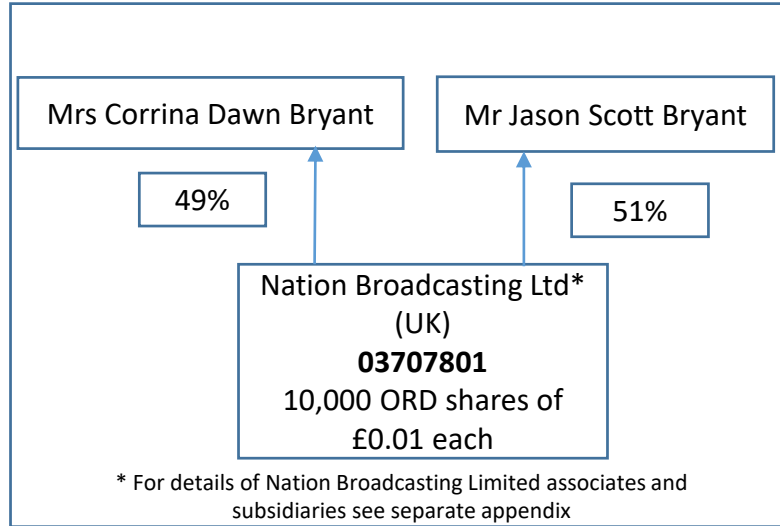 Mrs Corrina Dawn Bryant
Mr Jason Scott Bryant
49%
51%
Nation Broadcasting Ltd*
(UK)
03707801
10,000 ORD shares of
£0.01 each
* For details of Nation Broadcasting Limited associates and
subsidiaries see separate appendix